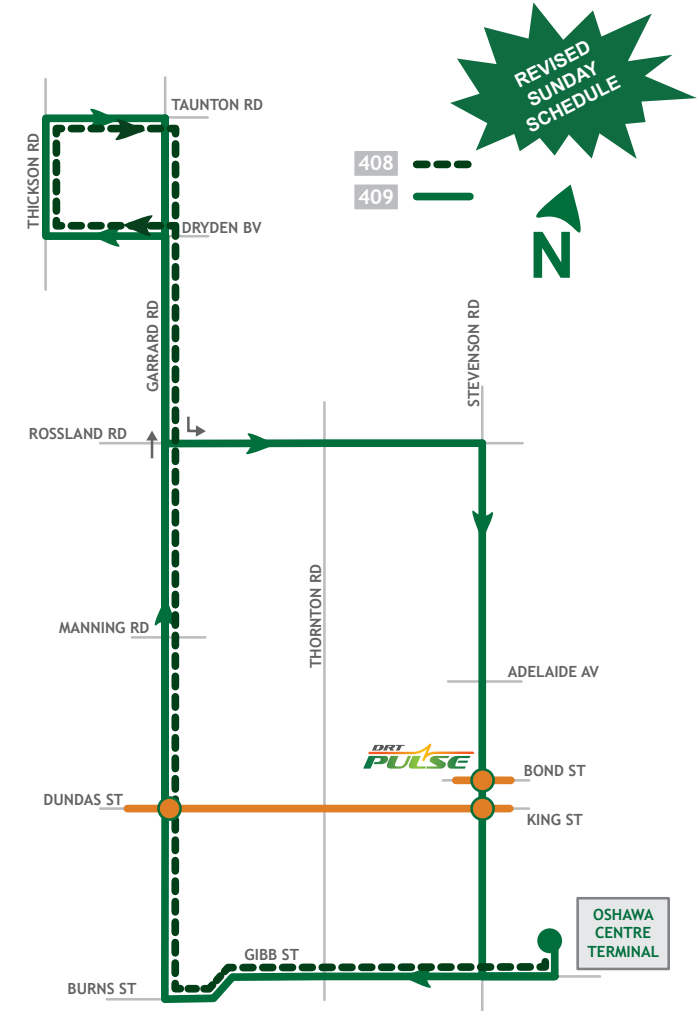 REVISED
SUNDAY
SCHEDULE
TAUNTON RD
THICKSON RD
408
409
DRYDEN BV
N
GARRARD RD
STEVENSON RD
ROSSLAND RD
THORNTON RD
MANNING RD
ADELAIDE AV
DRT
PULSE
BOND ST
DUNDAS ST
KING ST
OSHAWA
CENTRE
TERMINAL
GIBB ST
BURNS ST